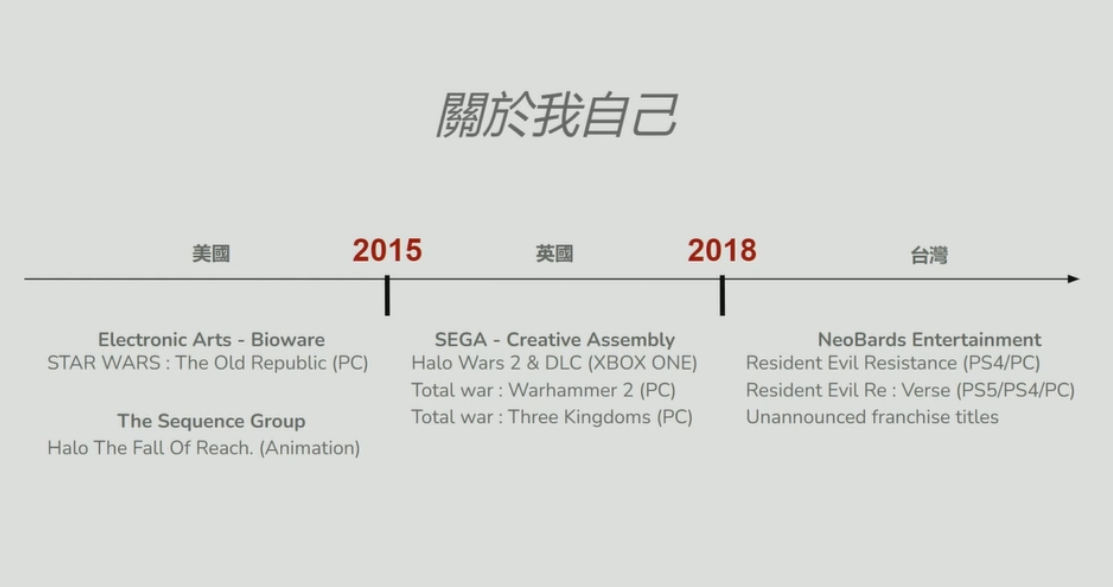 關於我自己
美國
2015
英國
2018
台灣
Electronic Arts - Bioware
STAR WARS : The Old Republic (PC)
The Sequence Group
Halo The Fall Of Reach. (Animation)
SEGA - Creative Assembly
Halo Wars 2 & DLC (XBOX ONE)
Total war : Warhammer 2 (PC)
Total war : Three Kingdoms (PC)
NeoBards Entertainment
Resident Evil Resistance (PS4/PC)
Resident Evil Re : Verse (PS5/PS4/PC)
Unannounced franchise titles